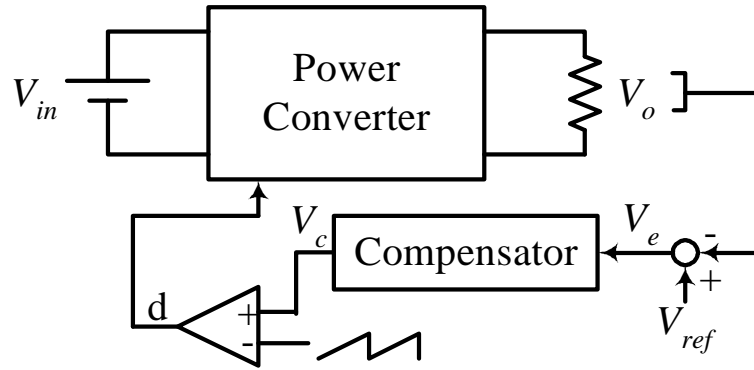 Power
Converter
V_in
V_o
V_c
Compensator
V_e
-
+
V_ref
d
+
-